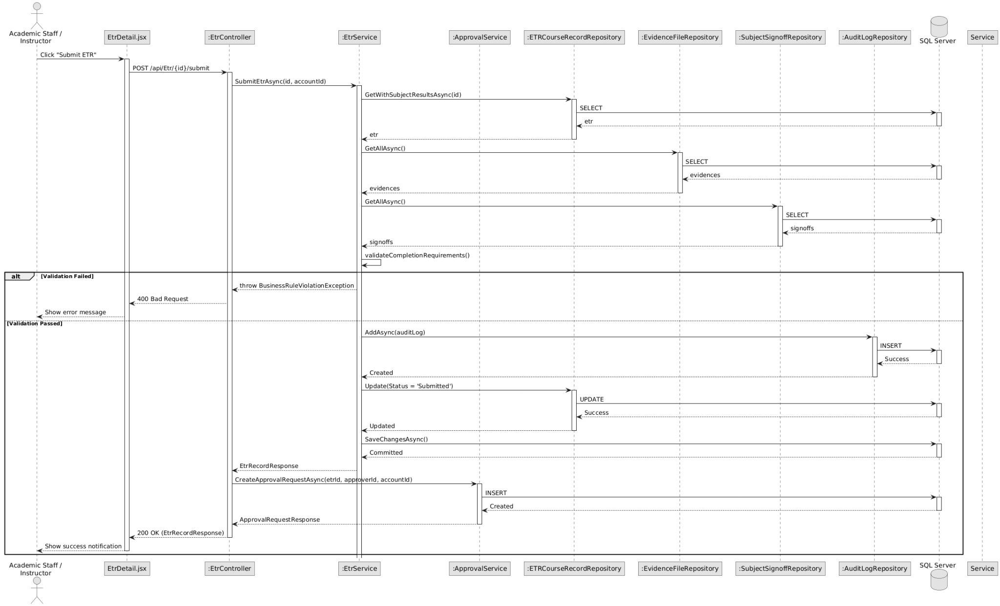 Academic Staff /
Instructor
EtrDetail.jsx
:EtrController
:EtrService
:ApprovalService
:ETRCourseRecordRepository
:EvidenceFileRepository
:SubjectSignoffRepository
:AuditLogRepository
SQL Server
Service
Click "Submit ETR"
POST /api/Etr/{id}/submit
SubmitEtrAsync(id, accountId)
GetWithSubjectResultsAsync(id)
SELECT
etr
etr
GetAllAsync()
SELECT
evidences
evidences
GetAllAsync()
SELECT
signoffs
signoffs
validateCompletionRequirements()
alt
[Validation Failed]
throw BusinessRuleViolationException
400 Bad Request
Show error message
[Validation Passed]
AddAsync(auditLog)
INSERT
Success
Created
Update(Status = 'Submitted')
UPDATE
Success
Updated
SaveChangesAsync()
Committed
EtrRecordResponse
CreateApprovalRequestAsync(etrId, approverId, accountId)
INSERT
Created
ApprovalRequestResponse
200 OK (EtrRecordResponse)
Show success notification
Academic Staff /
Instructor
EtrDetail.jsx
:EtrController
:EtrService
:ApprovalService
:ETRCourseRecordRepository
:EvidenceFileRepository
:SubjectSignoffRepository
:AuditLogRepository
SQL Server
Service